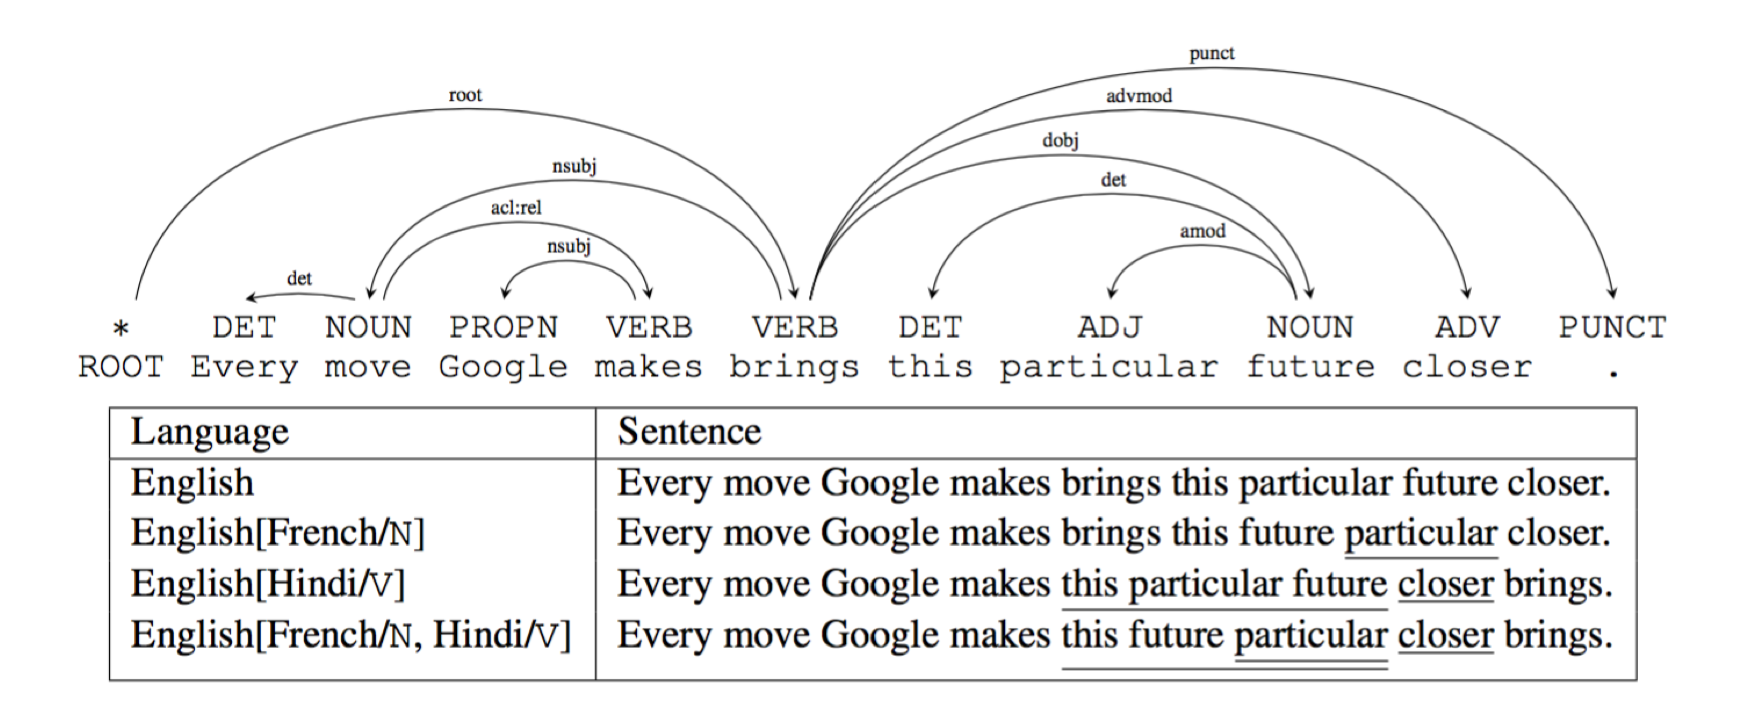 punct
root
advmod
dobj
nsubj
det
acl:rel
amod
nsubj
det
* DET NOUN PROPN VERB VERB DET ADJ NOUN ADV PUNCT
ROOT Every move Google makes brings this particular future closer .
Language Sentence
English Every move Google makes brings this particular future closer.
English[French/N] Every move Google makes brings this future particular closer.
English[Hindi/V] Every move Google makes this particular future closer brings.
English[French/N, Hindi/V] Every move Google makes this future particular closer brings.